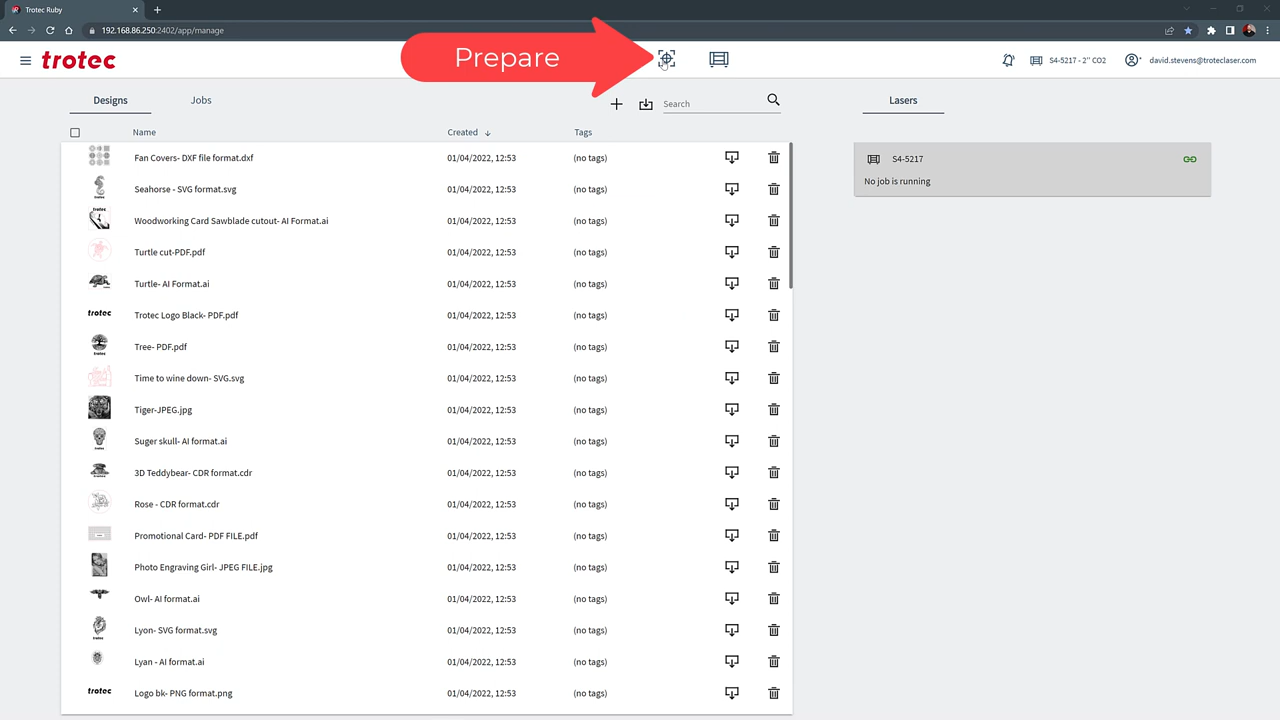 Trotec Ruby
192.168.86.250:2402/app/manage
trotec
Prepare
S4-5217 - 2" CO2
david.stevens@troteclaser.com
Designs
Jobs
Search
Lasers
Name
Created
Tags
Fan Covers- DXF file format.dxf 01/04/2022, 12:53 (no tags)
Seahorse - SVG format.svg 01/04/2022, 12:53 (no tags)
Woodworking Card Sawblade cutout- AI Format.ai 01/04/2022, 12:53 (no tags)
Turtle cut-PDF.pdf 01/04/2022, 12:53 (no tags)
Turtle- AI Format.ai 01/04/2022, 12:53 (no tags)
trotec Trotec Logo Black- PDF.pdf 01/04/2022, 12:53 (no tags)
Tree- PDF.pdf 01/04/2022, 12:53 (no tags)
Time to wine down- SVG.svg 01/04/2022, 12:53 (no tags)
Tiger-JPEG.jpg 01/04/2022, 12:53 (no tags)
Suger skull- AI format.ai 01/04/2022, 12:53 (no tags)
3D Teddybear- CDR format.cdr 01/04/2022, 12:53 (no tags)
Rose - CDR format.cdr 01/04/2022, 12:53 (no tags)
Promotional Card- PDF FILE.pdf 01/04/2022, 12:53 (no tags)
Photo Engraving Girl- JPEG FILE.jpg 01/04/2022, 12:53 (no tags)
Owl- AI format.ai 01/04/2022, 12:53 (no tags)
Lyon- SVG format.svg 01/04/2022, 12:53 (no tags)
Lyan - AI format.ai 01/04/2022, 12:53 (no tags)
trotec Logo bk- PNG format.png 01/04/2022, 12:53 (no tags)
S4-5217
No job is running